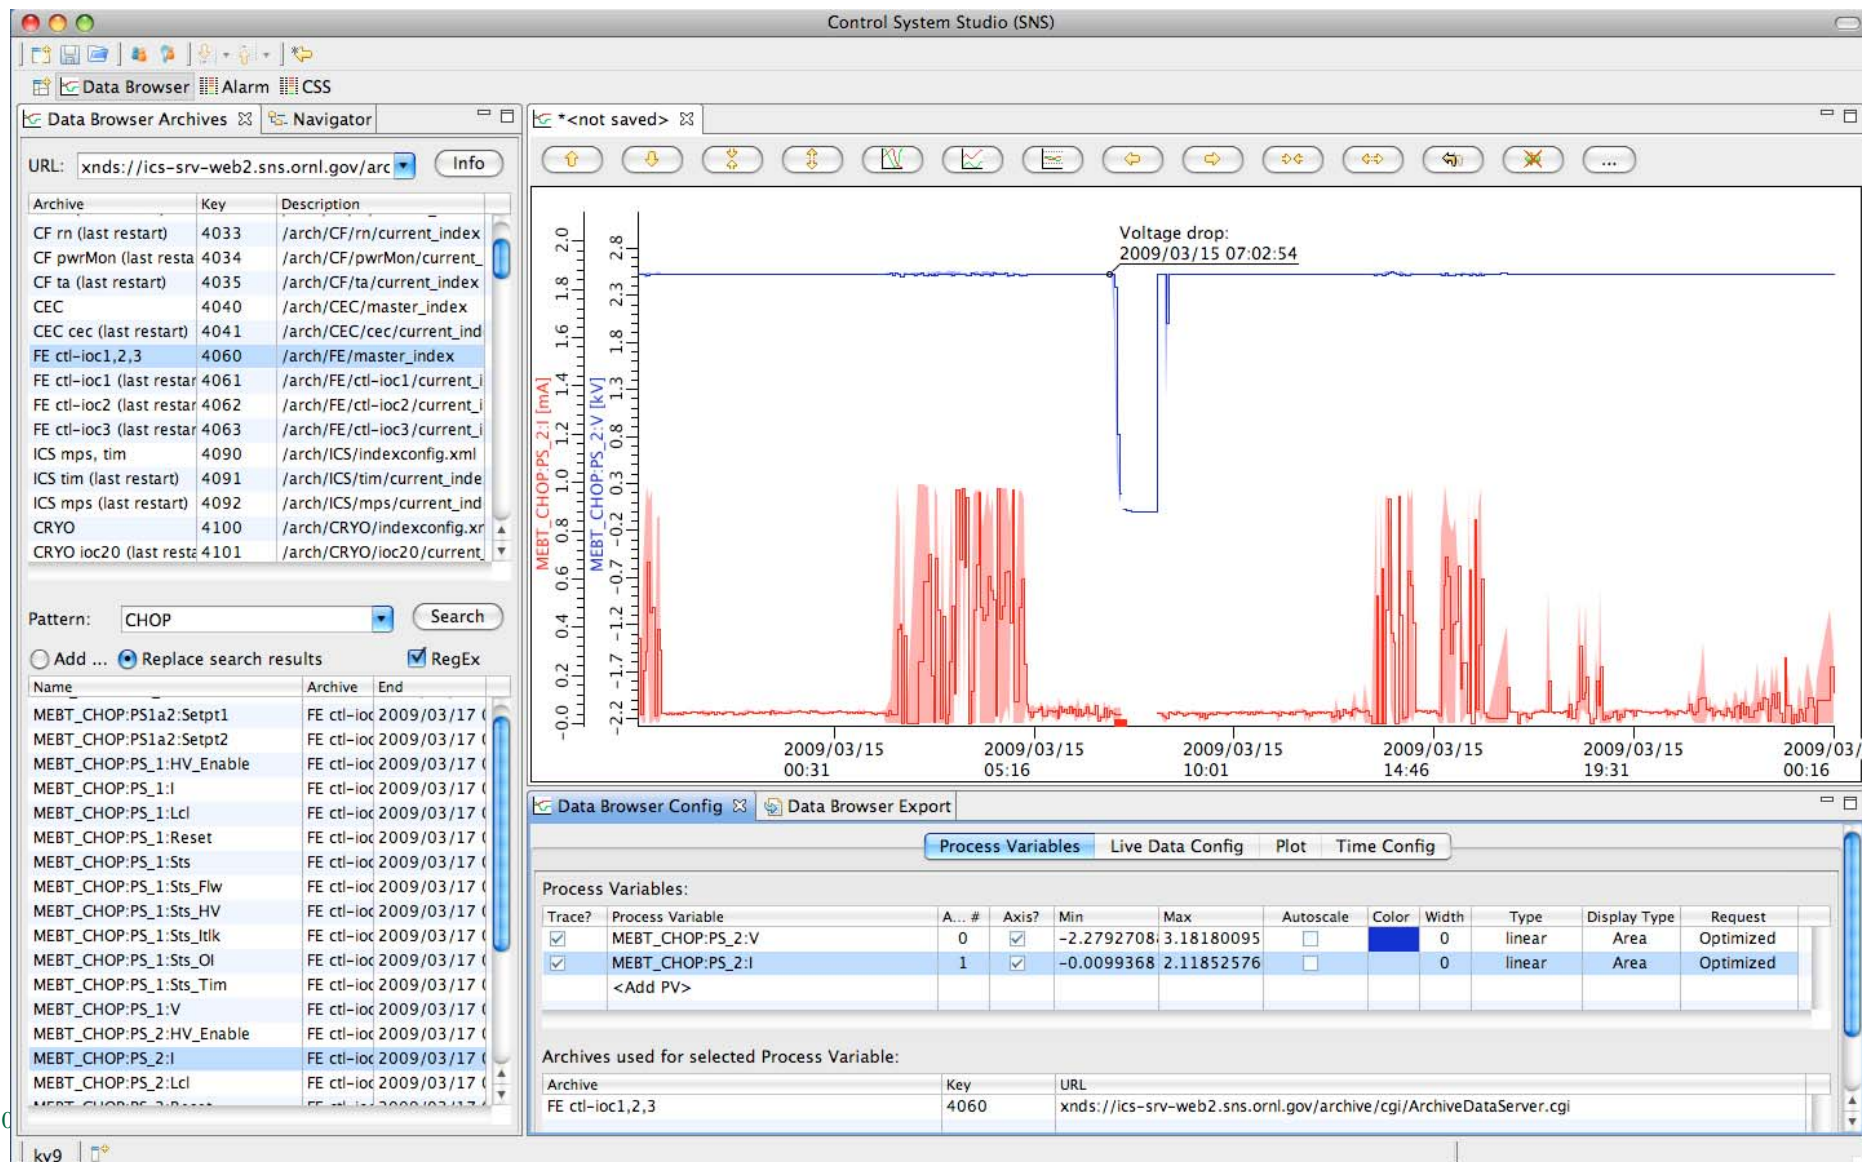 Control System Studio (SNS)
Data Browser Alarm CSS
Data Browser Archives Navigator
URL: xnds://ics-srv-web2.sns.ornl.gov/arc Info
Archive Key Description
CF rn (last restart) 4033 /arch/CF/rn/current_index
CF pwrMon (last resta 4034 /arch/CF/pwrMon/current_
CF ta (last restart) 4035 /arch/CF/ta/current_index
CEC 4040 /arch/CEC/master_index
CEC cec (last restart) 4041 /arch/CEC/cec/current_ind
FE ctl-ioc1,2,3 4060 /arch/FE/master_index
FE ctl-ioc1 (last restar 4061 /arch/FE/ctl-ioc1/current_i
FE ctl-ioc2 (last restar 4062 /arch/FE/ctl-ioc2/current_i
FE ctl-ioc3 (last restar 4063 /arch/FE/ctl-ioc3/current_i
ICS mps, tim 4090 /arch/ICS/indexconfig.xml
ICS tim (last restart) 4091 /arch/ICS/tim/current_inde
ICS mps (last restart) 4092 /arch/ICS/mps/current_ind
CRYO 4100 /arch/CRYO/indexconfig.xr
CRYO ioc20 (last resta 4101 /arch/CRYO/ioc20/current_
Pattern: CHOP Search
Add ... Replace search results RegEx
Name Archive End
MEBT_CHOP:PS1a2:Setpt1 FE ctl-ioc 2009/03/17 0
MEBT_CHOP:PS1a2:Setpt2 FE ctl-ioc 2009/03/17 0
MEBT_CHOP:PS_1:HV_Enable FE ctl-ioc 2009/03/17 0
MEBT_CHOP:PS_1:I FE ctl-ioc 2009/03/17 0
MEBT_CHOP:PS_1:Lcl FE ctl-ioc 2009/03/17 0
MEBT_CHOP:PS_1:Reset FE ctl-ioc 2009/03/17 0
MEBT_CHOP:PS_1:Sts FE ctl-ioc 2009/03/17 0
MEBT_CHOP:PS_1:Sts_Flw FE ctl-ioc 2009/03/17 0
MEBT_CHOP:PS_1:Sts_HV FE ctl-ioc 2009/03/17 0
MEBT_CHOP:PS_1:Sts_Itlk FE ctl-ioc 2009/03/17 0
MEBT_CHOP:PS_1:Sts_OI FE ctl-ioc 2009/03/17 0
MEBT_CHOP:PS_1:Sts_Tim FE ctl-ioc 2009/03/17 0
MEBT_CHOP:PS_1:V FE ctl-ioc 2009/03/17 0
MEBT_CHOP:PS_2:HV_Enable FE ctl-ioc 2009/03/17 0
MEBT_CHOP:PS_2:I FE ctl-ioc 2009/03/17 0
MEBT_CHOP:PS_2:Lcl FE ctl-ioc 2009/03/17 0
*<not saved>
...
MEBT_CHOP:PS_2:I [mA]
-0.0 0.2 0.4 0.6 0.8 1.0 1.2 1.4 1.6 1.8 2.0
MEBT_CHOP:PS_2:V [kV]
-2.2 -1.7 -1.2 -0.7 -0.2 0.3 0.8 1.3 1.8 2.3 2.8
Voltage drop:
2009/03/15 07:02:54
2009/03/15 2009/03/15 2009/03/15 2009/03/15 2009/03/15 2009/03/
00:31 05:16 10:01 14:46 19:31 00:16
Data Browser Config Data Browser Export
Process Variables Live Data Config Plot Time Config
Process Variables:
Trace? Process Variable A... # Axis? Min Max Autoscale Color Width Type Display Type Request
MEBT_CHOP:PS_2:V 0 -2.2792708 3.18180095 0 linear Area Optimized
MEBT_CHOP:PS_2:I 1 -0.0099368 2.11852576 0 linear Area Optimized
<Add PV>
Archives used for selected Process Variable:
Archive Key URL
FE ctl-ioc1,2,3 4060 xnds://ics-srv-web2.sns.ornl.gov/archive/cgi/ArchiveDataServer.cgi
ky9